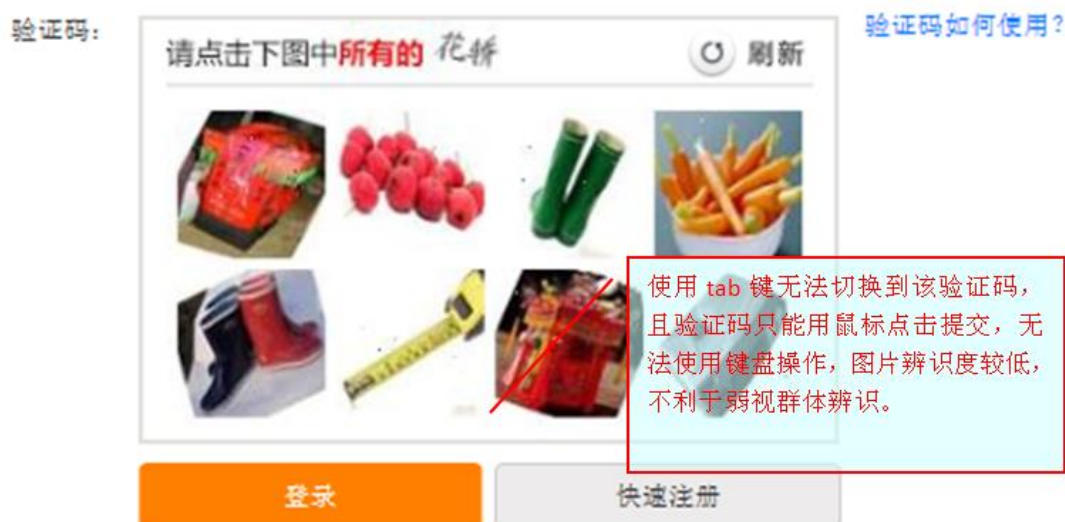 验证码：
验证码如何使用？
请点击下图中所有的 花轿
刷新
使用 tab 键无法切换到该验证码，
且验证码只能用鼠标点击提交，无
法使用键盘操作，图片辨识度较低，
不利于弱视群体辨识。
登录
快速注册